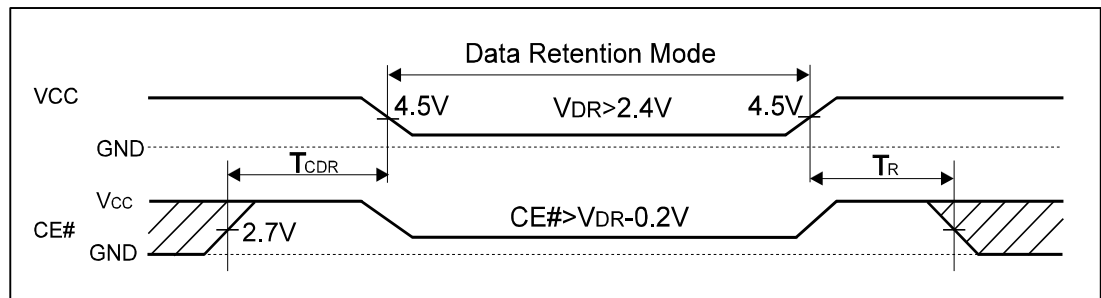 Data Retention Mode
VCC
4.5V
VDR>2.4V
4.5V
GND
TCDR
TR
VCC
CE#
2.7V
CE#>VDR-0.2V
GND